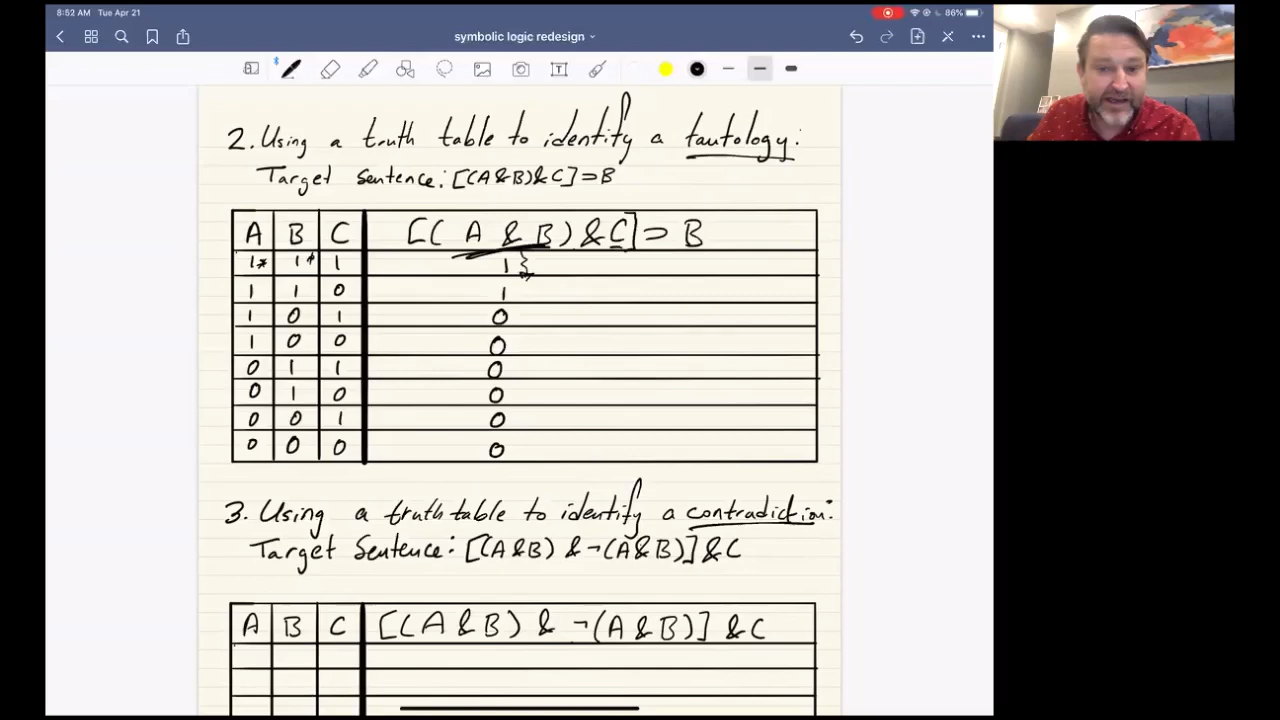 8:52 AM Tue Apr 21
86%
symbolic logic redesign
2. Using a truth table to identify a tautology:
Target Sentence: [(A&B)&C]⊃B
A B C [(A & B) & C] ⊃ B
1* 1* 1 1
1 1 0 1
1 0 1 0
1 0 0 0
0 1 1 0
0 1 0 0
0 0 1 0
0 0 0 0
3. Using a truth table to identify a contradiction:
Target Sentence: [(A&B) & ¬(A&B)] & C
A B C [(A & B) & ¬(A & B)] & C